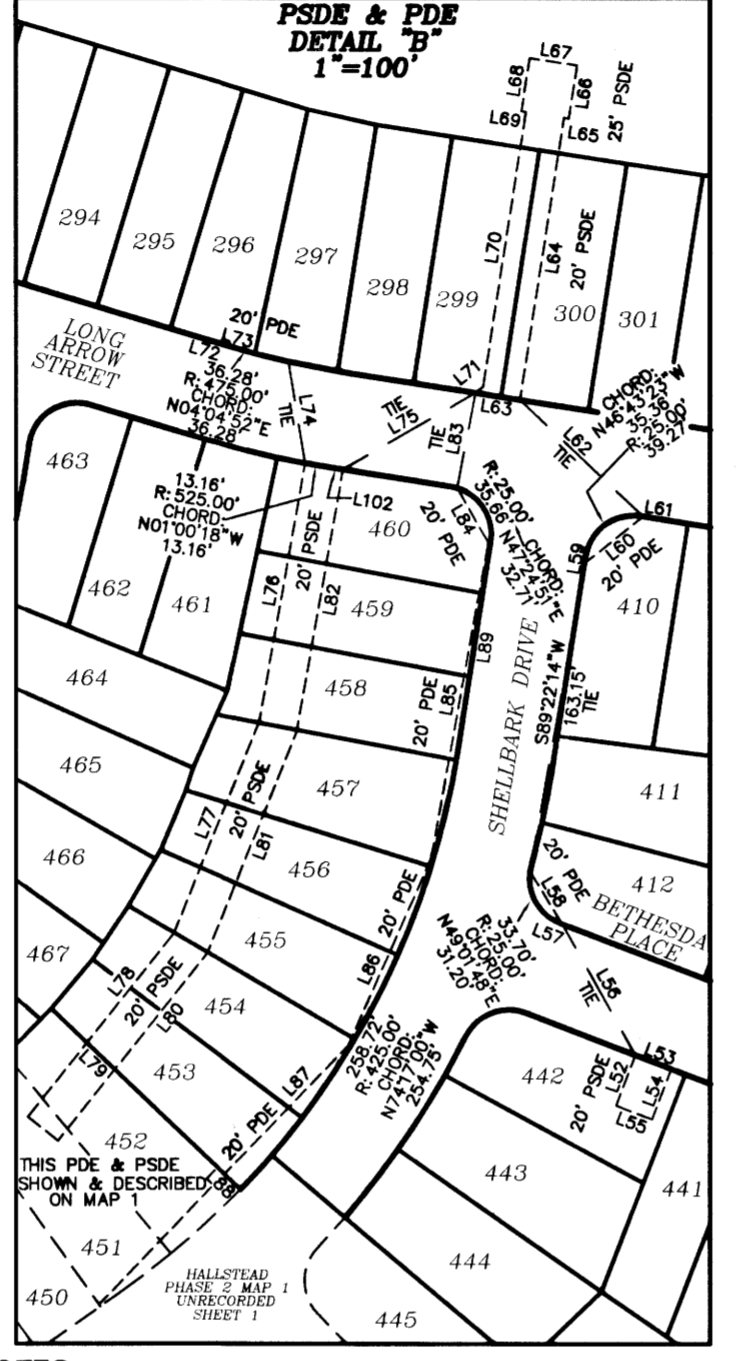 PSDE & PDE
DETAIL "B"
1"=100'
L67
L68
L66
L69
L65
25' PSDE
294
295
296
297
298
299
L70
L64
20' PSDE
300
301
LONG
ARROW
STREET
20' PDE
L73
L72
36.28'
R: 475.00'
CHORD:
N04°04'52"E
36.28'
L74
TIE
TIE
L75
L71
L63
TIE
L83
L62
TIE
CHORD:
N46°43'23"W
35.36'
R: 25.00'
39.27'
463
13.16'
R: 525.00'
CHORD:
N01°00'18"W
13.16'
L102
460
L84
20' PDE
R: 25.00'
35.66'
CHORD:
N47°24'51"E
32.71'
L61
L59
L60
20' PDE
410
462
461
L76
20' PSDE
L82
459
L89
464
458
20' PDE
L85
SHELLBARK DRIVE
S89°22'14"W
163.15'
TIE
465
L77
20' PSDE
L81
457
411
466
456
20' PDE
412
20' PDE
L58
BETHESDA
PLACE
467
455
L86
33.70'
R: 25.00'
CHORD:
N49°01'48"E
31.20'
L57
L56
TIE
L78
20' PSDE
L80
454
L79
453
L87
258.72'
R: 425.00'
CHORD:
N74°17'00"W
254.75'
442
20' PSDE
L52
L53
L54
L55
452
20' PDE
THIS PDE & PSDE
SHOWN & DESCRIBED
ON MAP 1
443
441
451
450
HALLSTEAD
PHASE 2 MAP 1
UNRECORDED
SHEET 1
444
445